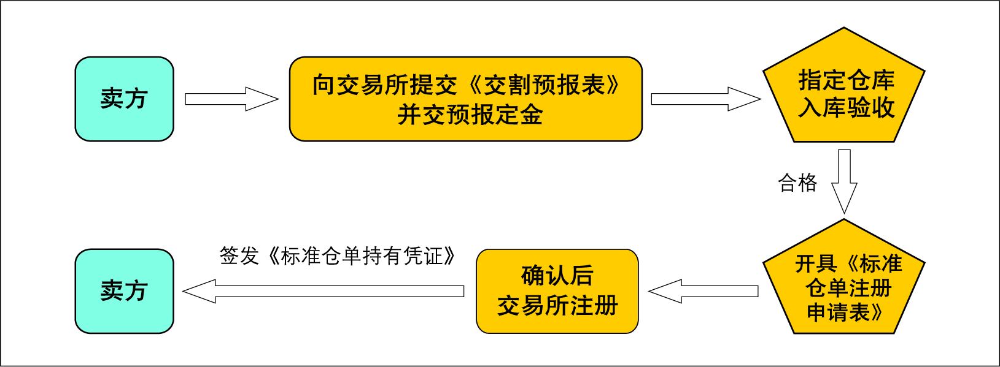 卖方
向交易所提交《交割预报表》
并交预报定金
指定仓库
入库验收
合格
开具《标准
仓单注册
申请表》
确认后
交易所注册
签发《标准仓单持有凭证》
卖方